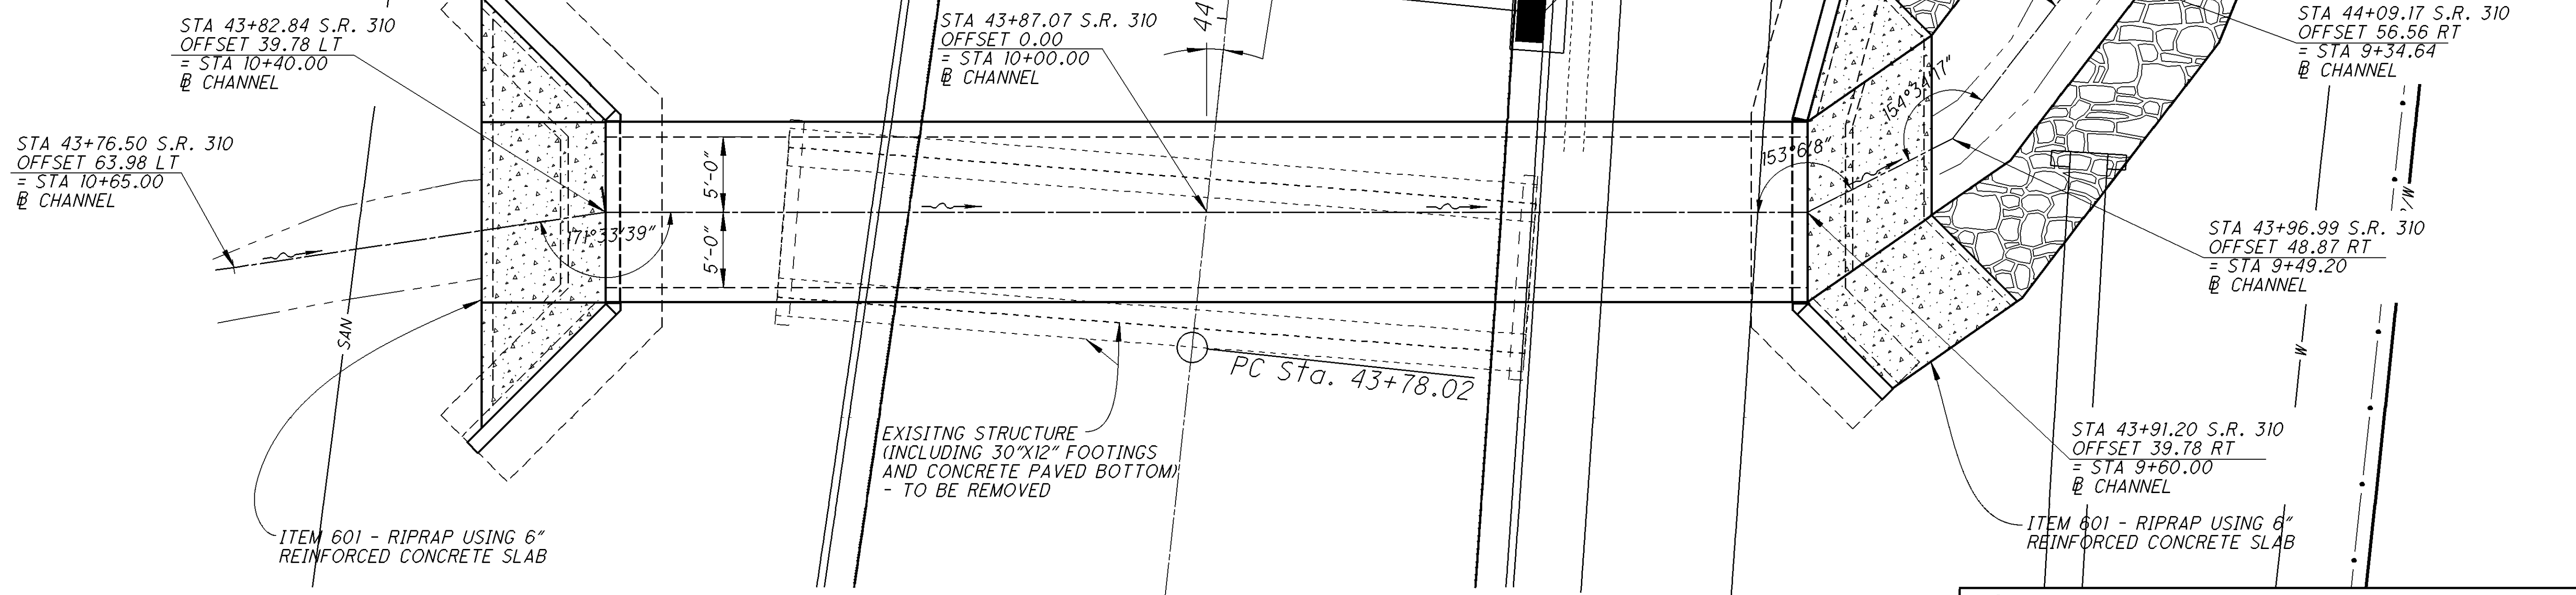 STA 43+82.84 S.R. 310
OFFSET 39.78 LT
= STA 10+40.00
℄ CHANNEL
STA 43+76.50 S.R. 310
OFFSET 63.98 LT
= STA 10+65.00
℄ CHANNEL
STA 43+87.07 S.R. 310
OFFSET 0.00
= STA 10+00.00
℄ CHANNEL
44
STA 44+09.17 S.R. 310
OFFSET 56.56 RT
= STA 9+34.64
℄ CHANNEL
154°34'17"
153°6'8"
5'-0"
5'-0"
171°33'39"
STA 43+96.99 S.R. 310
OFFSET 48.87 RT
= STA 9+49.20
℄ CHANNEL
SAN
W
PC Sta. 43+78.02
EXISITNG STRUCTURE
(INCLUDING 30"X12" FOOTINGS
AND CONCRETE PAVED BOTTOM)
- TO BE REMOVED
STA 43+91.20 S.R. 310
OFFSET 39.78 RT
= STA 9+60.00
℄ CHANNEL
ITEM 601 - RIPRAP USING 6"
REINFORCED CONCRETE SLAB
ITEM 601 - RIPRAP USING 6"
REINFORCED CONCRETE SLAB